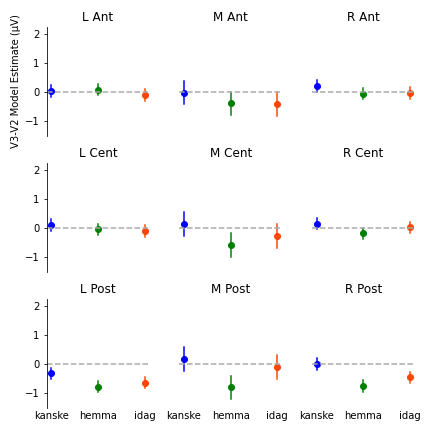 L Ant M Ant R Ant
V3-V2 Model Estimate (μV)
2
1
0
−1
L Cent M Cent R Cent
2
1
0
−1
L Post M Post R Post
2
1
0
−1
kanske hemma idag kanske hemma idag kanske hemma idag